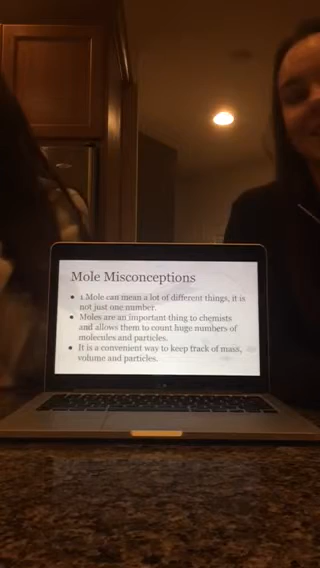 Mole Misconceptions
● 1 Mole can mean a lot of different things, it is
not just one number.
● Moles are an important thing to chemists
and allows them to count huge numbers of
molecules and particles.
● It is a convenient way to keep track of mass,
volume and particles.